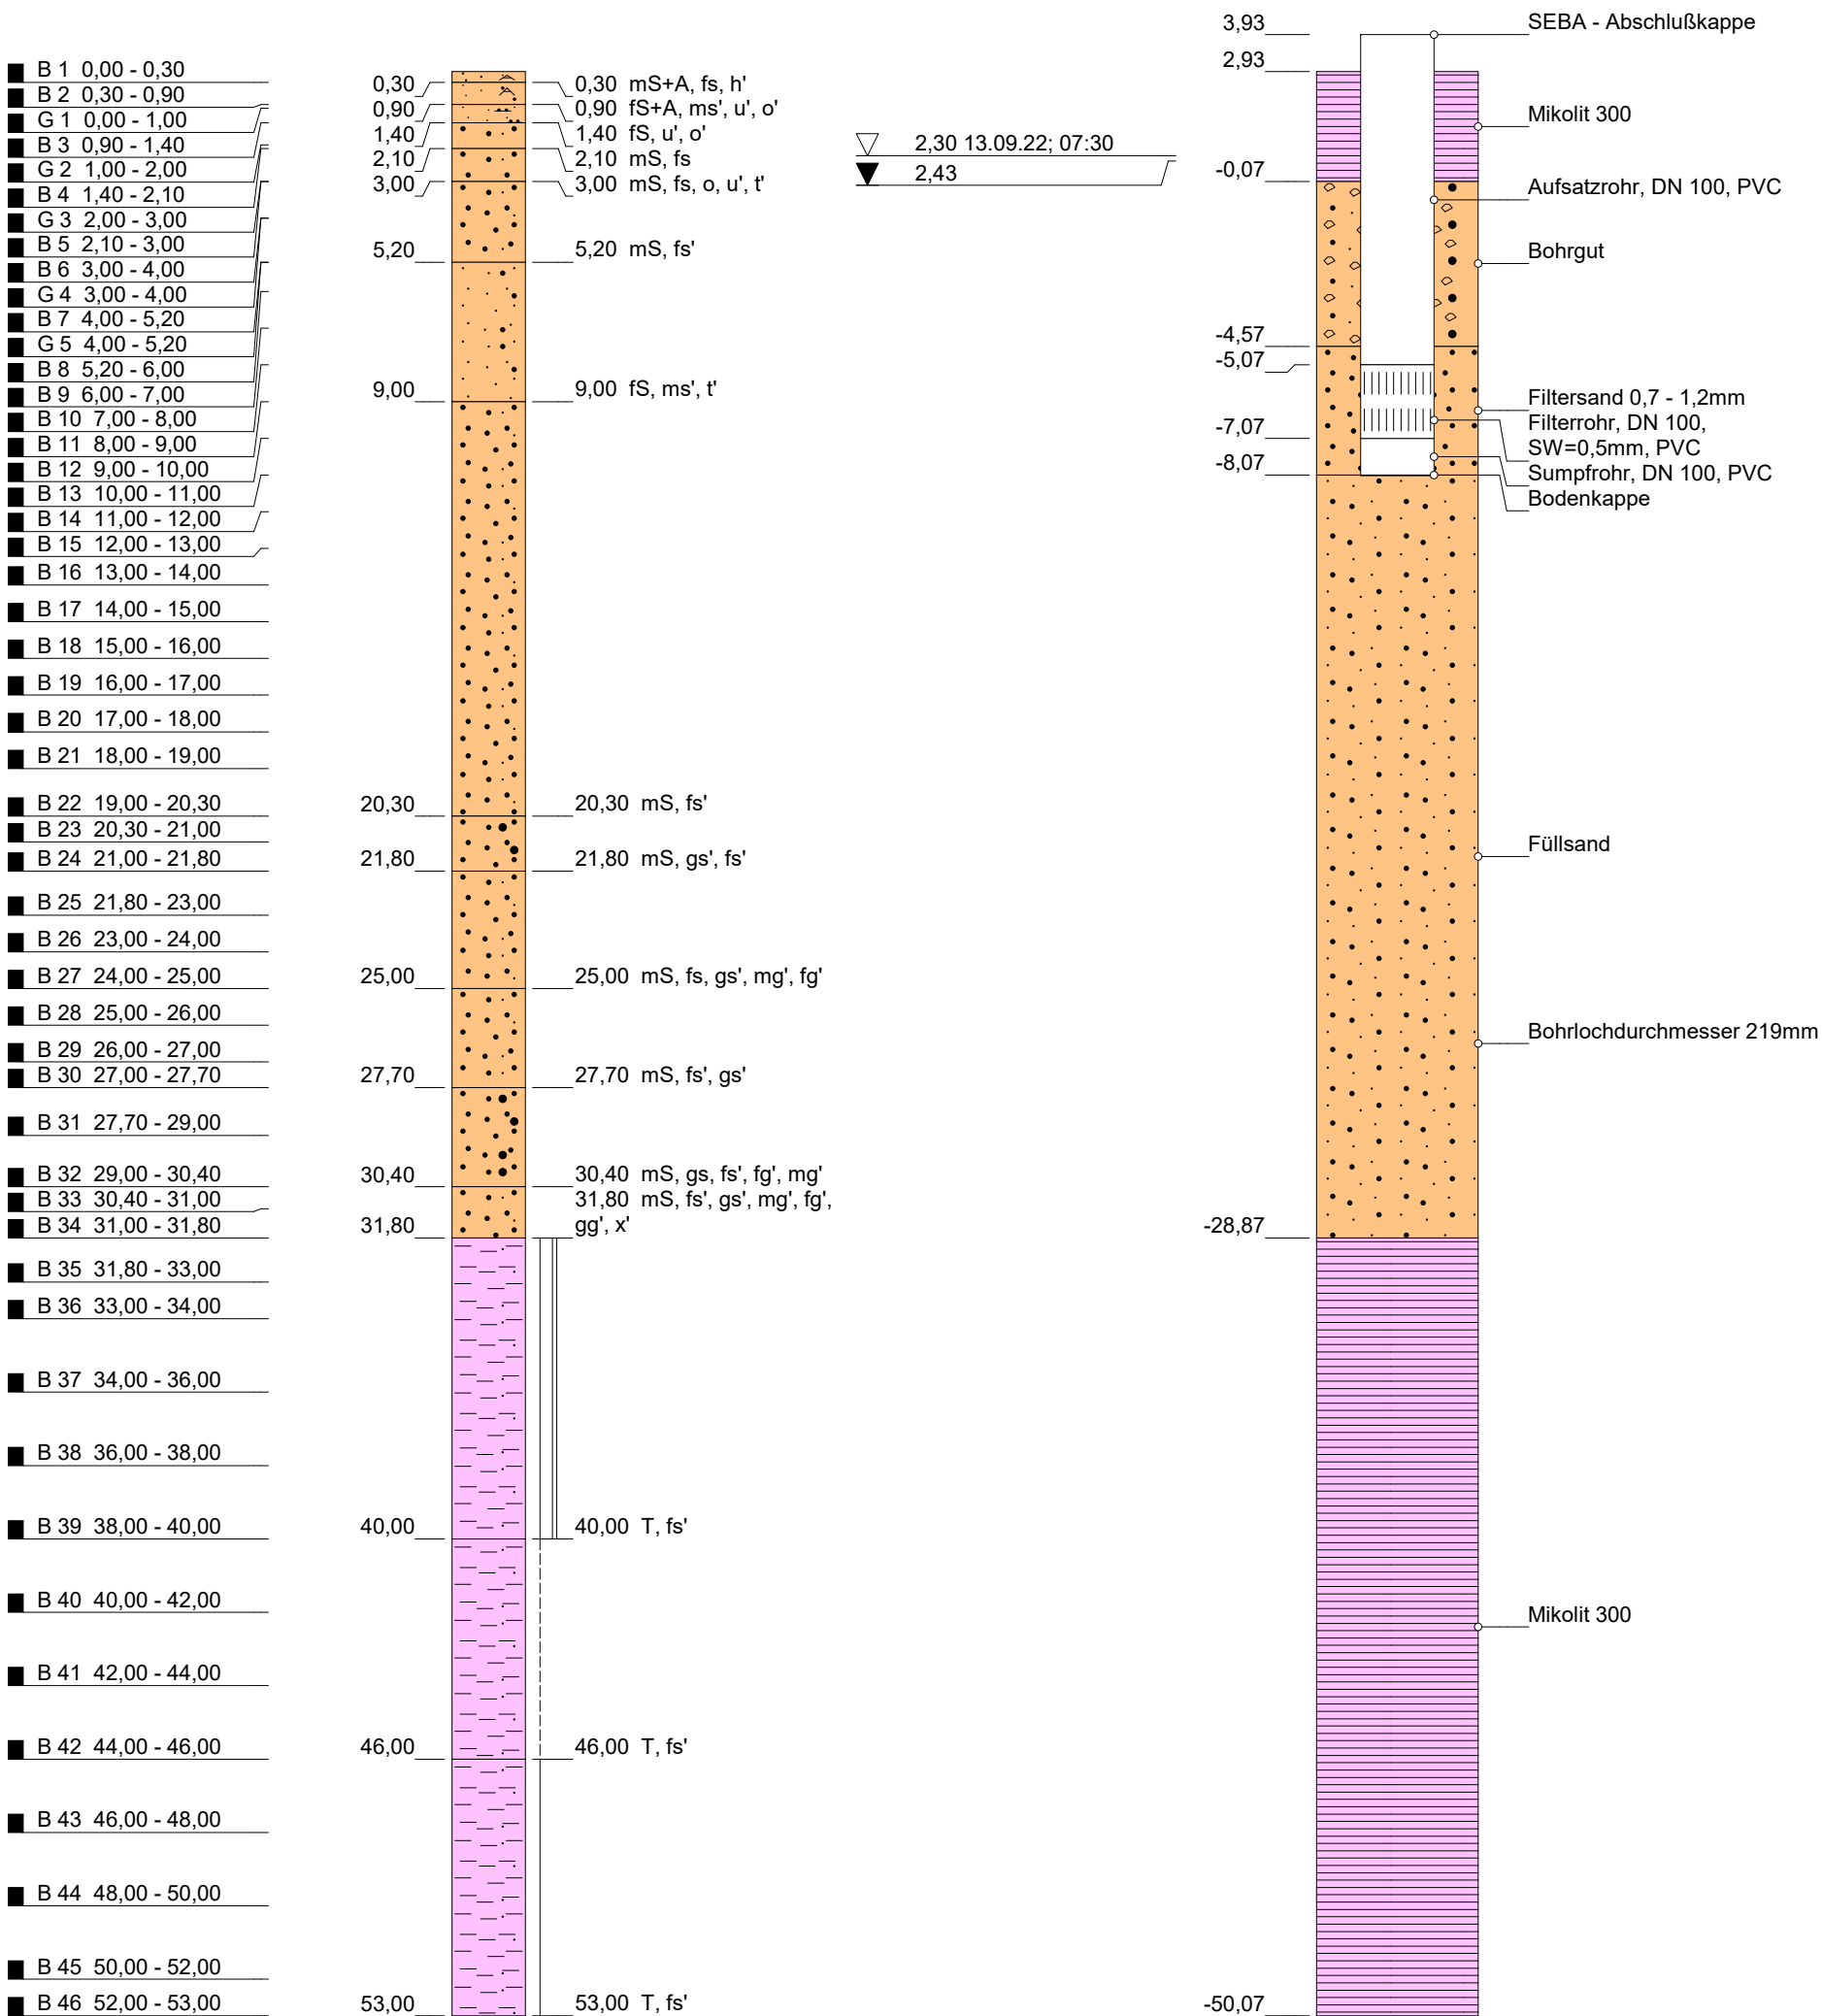 B 1 0,00 - 0,30
B 2 0,30 - 0,90
G 1 0,00 - 1,00
B 3 0,90 - 1,40
G 2 1,00 - 2,00
B 4 1,40 - 2,10
G 3 2,00 - 3,00
B 5 2,10 - 3,00
B 6 3,00 - 4,00
G 4 3,00 - 4,00
B 7 4,00 - 5,20
G 5 4,00 - 5,20
B 8 5,20 - 6,00
B 9 6,00 - 7,00
B 10 7,00 - 8,00
B 11 8,00 - 9,00
B 12 9,00 - 10,00
B 13 10,00 - 11,00
B 14 11,00 - 12,00
B 15 12,00 - 13,00
B 16 13,00 - 14,00
B 17 14,00 - 15,00
B 18 15,00 - 16,00
B 19 16,00 - 17,00
B 20 17,00 - 18,00
B 21 18,00 - 19,00
B 22 19,00 - 20,30
B 23 20,30 - 21,00
B 24 21,00 - 21,80
B 25 21,80 - 23,00
B 26 23,00 - 24,00
B 27 24,00 - 25,00
B 28 25,00 - 26,00
B 29 26,00 - 27,00
B 30 27,00 - 27,70
B 31 27,70 - 29,00
B 32 29,00 - 30,40
B 33 30,40 - 31,00
B 34 31,00 - 31,80
B 35 31,80 - 33,00
B 36 33,00 - 34,00
B 37 34,00 - 36,00
B 38 36,00 - 38,00
B 39 38,00 - 40,00
B 40 40,00 - 42,00
B 41 42,00 - 44,00
B 42 44,00 - 46,00
B 43 46,00 - 48,00
B 44 48,00 - 50,00
B 45 50,00 - 52,00
B 46 52,00 - 53,00
0,30
0,90
1,40
2,10
3,00
5,20
9,00
20,30
21,80
25,00
27,70
30,40
31,80
40,00
46,00
53,00
0,30 mS+A, fs, h'
0,90 fS+A, ms', u', o'
1,40 fS, u', o'
2,10 mS, fs
3,00 mS, fs, o, u', t'
5,20 mS, fs'
9,00 fS, ms', t'
20,30 mS, fs'
21,80 mS, gs', fs'
25,00 mS, fs, gs', mg', fg'
27,70 mS, fs', gs'
30,40 mS, gs, fs', fg', mg'
31,80 mS, fs', gs', mg', fg',
gg', x'
40,00 T, fs'
46,00 T, fs'
53,00 T, fs'
2,30 13.09.22; 07:30
2,43
3,93
2,93
-0,07
-4,57
-5,07
-7,07
-8,07
-28,87
-50,07
SEBA - Abschlußkappe
Mikolit 300
Aufsatzrohr, DN 100, PVC
Bohrgut
Filtersand 0,7 - 1,2mm
Filterrohr, DN 100,
SW=0,5mm, PVC
Sumpfrohr, DN 100, PVC
Bodenkappe
Füllsand
Bohrlochdurchmesser 219mm
Mikolit 300